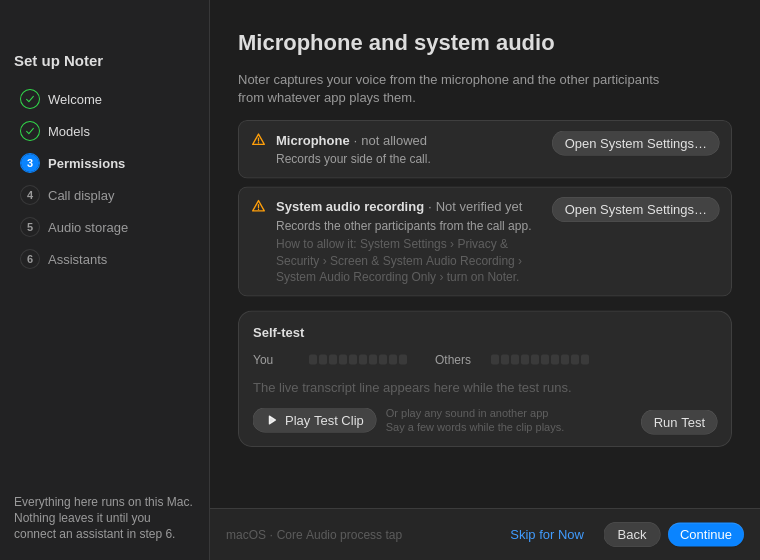 Set up Noter
Welcome
Models
3 Permissions
4 Call display
5 Audio storage
6 Assistants
Everything here runs on this Mac.
Nothing leaves it until you
connect an assistant in step 6.
Microphone and system audio
Noter captures your voice from the microphone and the other participants
from whatever app plays them.
Microphone · not allowed
Records your side of the call.
Open System Settings…
System audio recording · Not verified yet
Records the other participants from the call app.
How to allow it: System Settings › Privacy &
Security › Screen & System Audio Recording ›
System Audio Recording Only › turn on Noter.
Open System Settings…
Self-test
You Others
The live transcript line appears here while the test runs.
Play Test Clip
Or play any sound in another app
Say a few words while the clip plays.
Run Test
macOS · Core Audio process tap
Skip for Now Back Continue